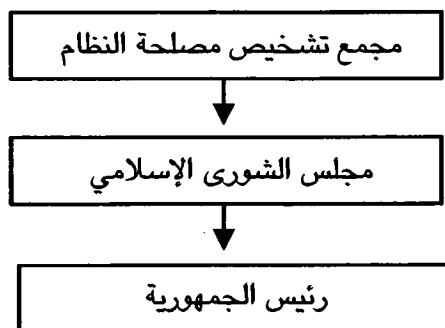 مجمع تشخيص مصلحة النظام
مجلس الشورى الإسلامي
رئيس الجمهورية